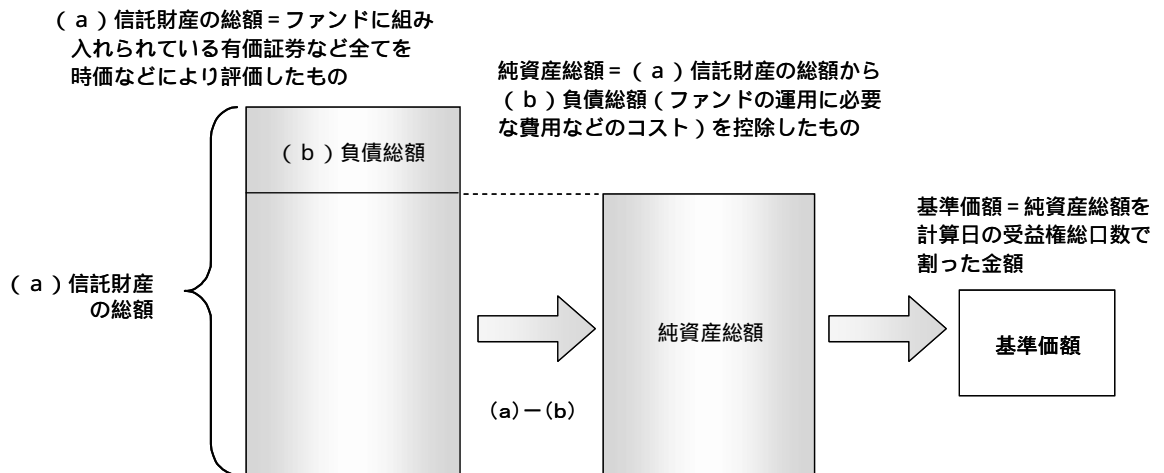 (a)信託財産の総額=ファンドに組み
入れられている有価証券など全てを
時価などにより評価したもの
純資産総額=(a)信託財産の総額から
(b)負債総額(ファンドの運用に必要
な費用などのコスト)を控除したもの
(b)負債総額
基準価額=純資産総額を
計算日の受益権総口数で
割った金額
(a)信託財産
の総額
純資産総額
基準価額
(a)-(b)